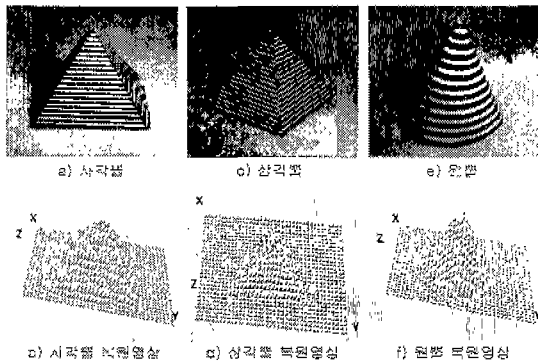 a) 사각뿔
c) 삼각뿔
e) 원뿔
X
Z
Y
X
Z
Y
X
Z
b) 사각뿔 복원영상
d) 삼각뿔 복원영상
f) 원뿔 복원영상